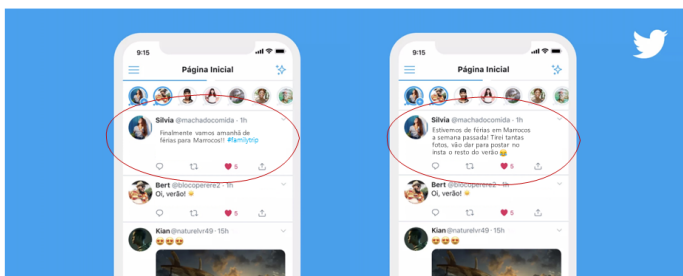 9:15
Página Inicial
Silvia @machadocomida · 1h
Finalmente vamos amanhã de
férias para Marrocos!! #familytrip
5
Bert @blocoperere2 · 1h
Oi, verão!
5
Kian @naturelvr49 · 15h
9:15
Página Inicial
Silvia @machadocomida · 1h
Estivemos de férias em Marrocos
a semana passada! Tirei tantas
fotos, vão dar para postar no
insta o resto do verão
5
Bert @blocoperere2 · 1h
Oi, verão!
5
Kian @naturelvr49 · 15h